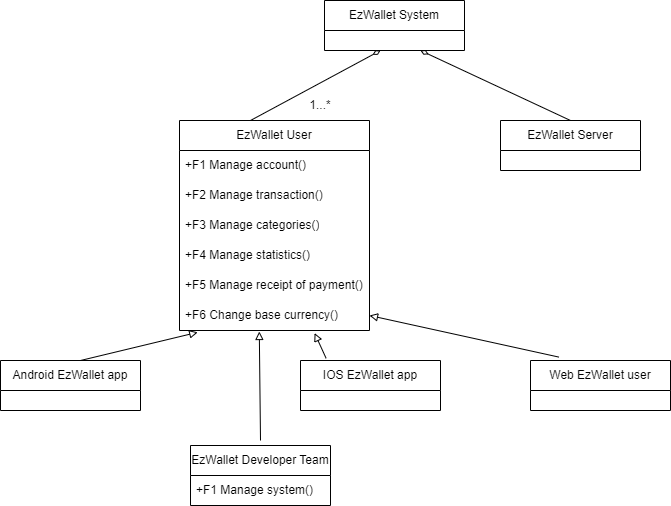 EzWallet System
1...*
EzWallet User
EzWallet Server
+F1 Manage account()
+F2 Manage transaction()
+F3 Manage categories()
+F4 Manage statistics()
+F5 Manage receipt of payment()
+F6 Change base currency()
Android EzWallet app
IOS EzWallet app
Web EzWallet user
EzWallet Developer Team
+F1 Manage system()